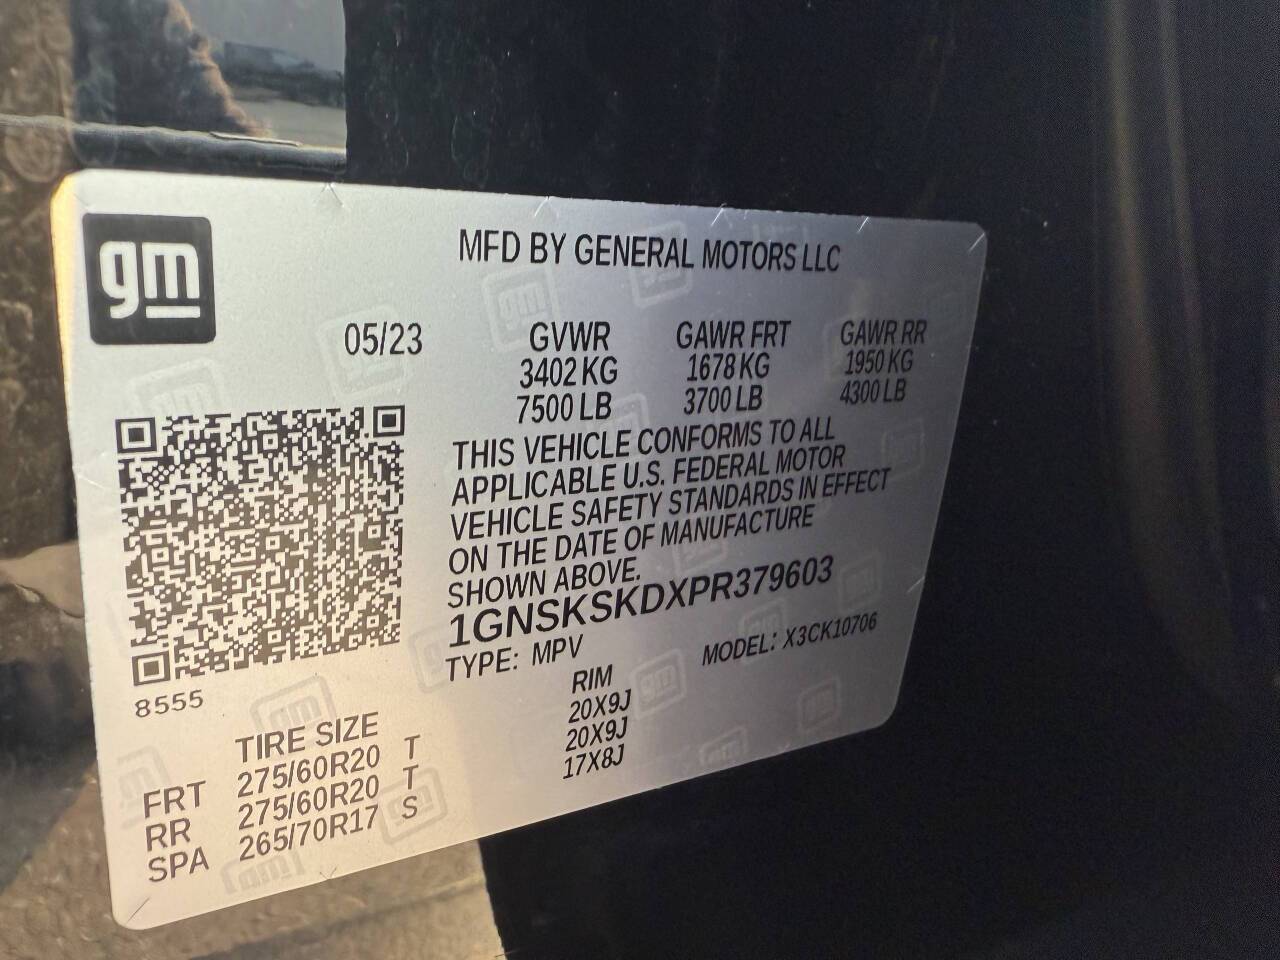 gm
MFD BY GENERAL MOTORS LLC
05/23 GVWR GAWR FRT GAWR RR
3402 KG 1678 KG 1950 KG
7500 LB 3700 LB 4300 LB
THIS VEHICLE CONFORMS TO ALL
APPLICABLE U.S. FEDERAL MOTOR
VEHICLE SAFETY STANDARDS IN EFFECT
ON THE DATE OF MANUFACTURE
SHOWN ABOVE.
1GNSKSKDXPR379603
TYPE: MPV MODEL: X3CK10706
8555
TIRE SIZE RIM
FRT 275/60R20 T 20X9J
RR 275/60R20 T 20X9J
SPA 265/70R17 S 17X8J